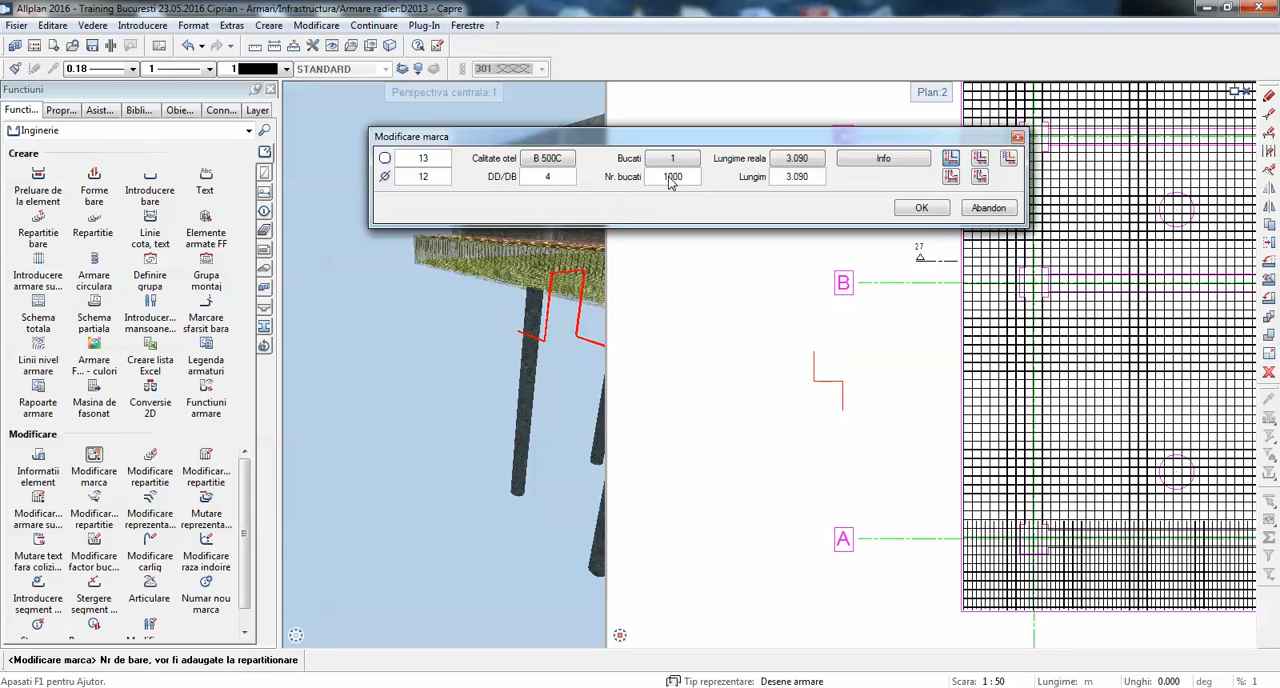 Allplan 2016 - Training Bucuresti 23.05.2016 Ciprian - Armari/Infrastructura/Armare radier:D2013 - Capre
Fisier Editare Vedere Introducere Format Extras Creare Modificare Continuare Plug-In Ferestre ?
0.18 1 1 STANDARD 301
Functiuni
Functi... Propr... Asist... Bibli... Obie... Conn... Layer
Inginerie
Creare
Preluare de la element
Forme bare
Introducere bare
Text
Repartitie bare
Repartitie
Linie cota, text
Elemente armate FF
Introducere armare su...
Armare circulara
Definire grupa
Grupa montaj
Schema totala
Schema partiala
Introducer... mansoane...
Marcare sfarsit bara
Linii nivel armare
Armare F... - culori
Creare lista Excel
Legenda armaturi
Rapoarte armare
Masina de fasonat
Conversie 2D
Functiuni armare
Modificare
Informatii element
Modificare marca
Modificare repartitie
Modificar... repartitie
Modificar... armare su...
Modificar... repartitie
Modificare reprezenta...
Mutare reprezenta...
Mutare text fara colizi...
Modificare factor buc...
Modificare carliq
Modificare raza indoire
Introducere segment ...
Stergere segment ...
Articulare
Numar nou marca
Perspectiva centrala:1
Plan:2
Modificare marca
13 Calitate otel B 500C Bucati 1 Lungime reala 3.090 Info
12 DD/DB 4 Nr. bucati 1000 Lungim 3.090
OK Abandon
27
B
A
<Modificare marca> Nr de bare, vor fi adaugate la repartitionare
Apasati F1 pentru Ajutor. Tip reprezentare: Desene armare Scara: 1 : 50 Lungime: m Unghi: 0.000 deg %: 1